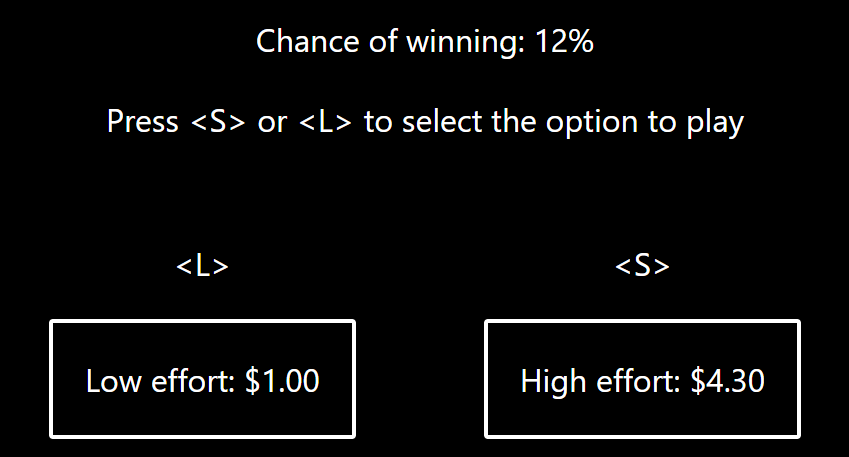 Chance of winning: 12%
Press <S> or <L> to select the option to play
<L>
<S>
Low effort: $1.00
High effort: $4.30